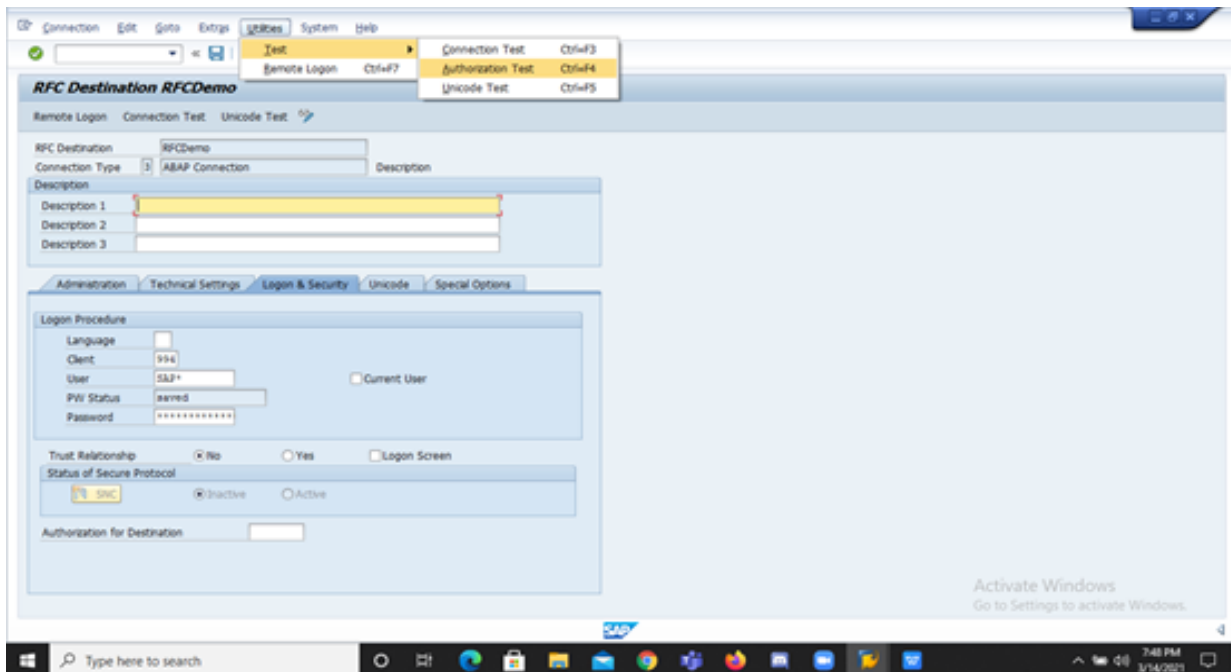 Connection Edit Goto Extras Utilities System Help
Test
Remote Logon Ctrl+F7
Connection Test Ctrl+F3
Authorization Test Ctrl+F4
Unicode Test Ctrl+F5
RFC Destination RFCDemo
Remote Logon Connection Test Unicode Test
RFC Destination RFCDemo
Connection Type 3 ABAP Connection Description
Description
Description 1
Description 2
Description 3
Administration Technical Settings Logon & Security Unicode Special Options
Logon Procedure
Language
Client
User SAP* Current User
PW Status saved
Password ************
Trust Relationship No Yes Logon Screen
Status of Secure Protocol
SNC Inactive Active
Authorization for Destination
Activate Windows
Go to Settings to activate Windows.
SAP
Type here to search
7:48 PM
3/14/2021